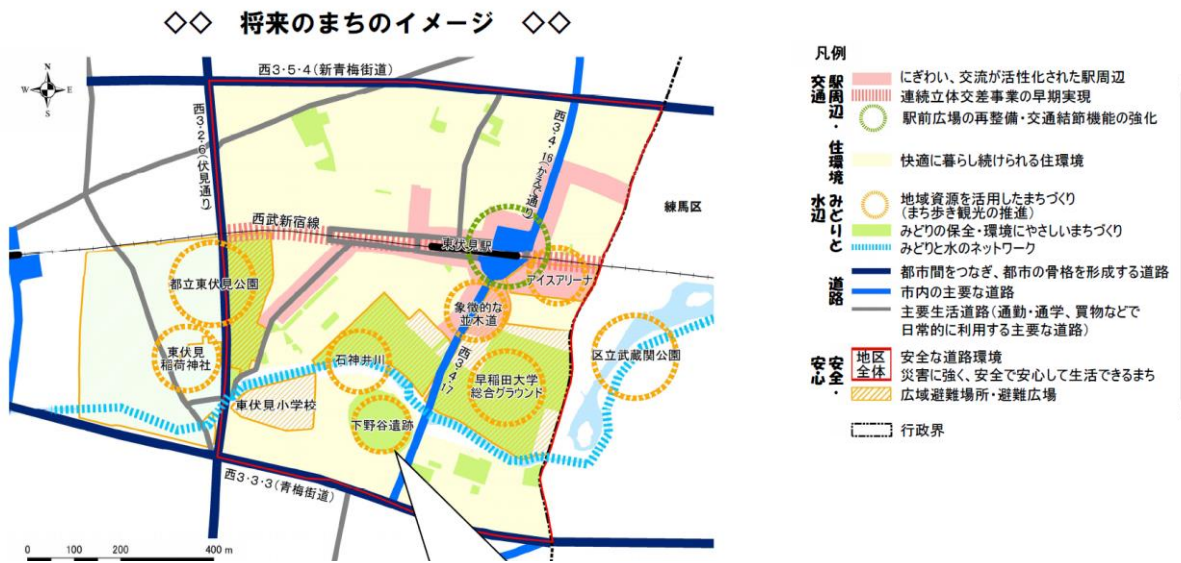 ◇◇ 将来のまちのイメージ ◇◇
N
W E
S
西3・5・4(新青梅街道)
西3・2・6(伏見通り)
西3・4・16(かえで通り)
練馬区
西武新宿線
東伏見駅
アイスアリーナ
都立東伏見公園
象徴的な
並木道
東伏見
稲荷神社
石神井川
西3・4・17
早稲田大学
総合グラウンド
区立武蔵関公園
東伏見小学校
下野谷遺跡
西3・3・3(青梅街道)
0 100 200 400 m
凡例
駅周辺・
交通
にぎわい、交流が活性化された駅周辺
連続立体交差事業の早期実現
駅前広場の再整備・交通結節機能の強化
住環境
快適に暮らし続けられる住環境
みどりと
水辺
地域資源を活用したまちづくり
(まち歩き観光の推進)
みどりの保全・環境にやさしいまちづくり
みどりと水のネットワーク
道路
都市間をつなぎ、都市の骨格を形成する道路
市内の主要な道路
主要生活道路(通勤・通学、買物などで
日常的に利用する主要な道路)
安全・
安心
地区
全体
安全な道路環境
災害に強く、安全で安心して生活できるまち
広域避難場所・避難広場
行政界